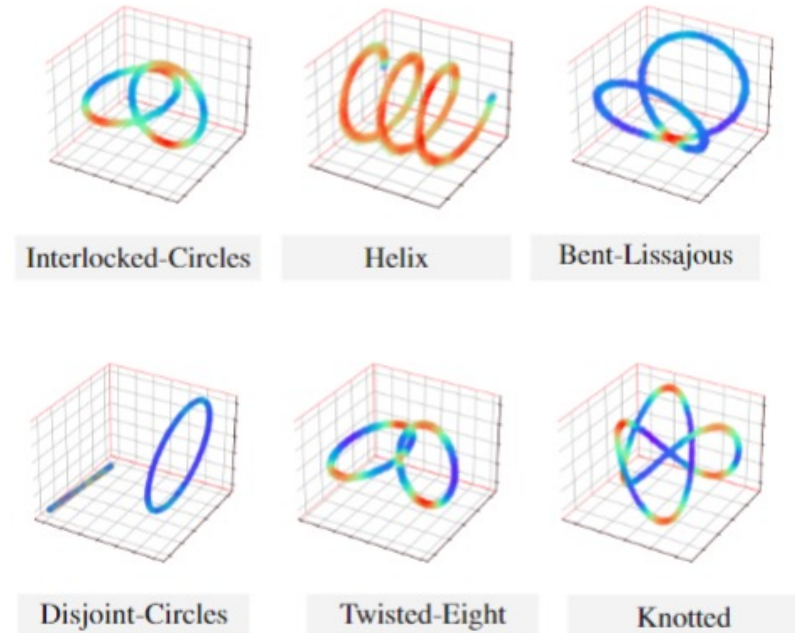 Interlocked-Circles
Helix
Bent-Lissajous
Disjoint-Circles
Twisted-Eight
Knotted